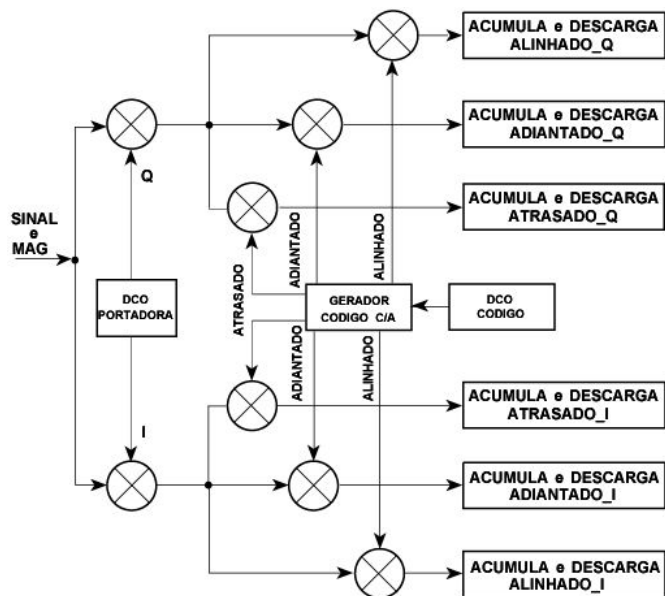 ACUMULA e DESCARGA
ALINHADO_Q
ACUMULA e DESCARGA
ADIANTADO_Q
Q
ACUMULA e DESCARGA
ATRASADO_Q
SINAL
e
MAG
ATRASADO
ADIANTADO
ALINHADO
DCO
PORTADORA
GERADOR
CODIGO C/A
DCO
CODIGO
ADIANTADO
ALINHADO
ACUMULA e DESCARGA
ATRASADO_I
I
ACUMULA e DESCARGA
ADIANTADO_I
ACUMULA e DESCARGA
ALINHADO_I